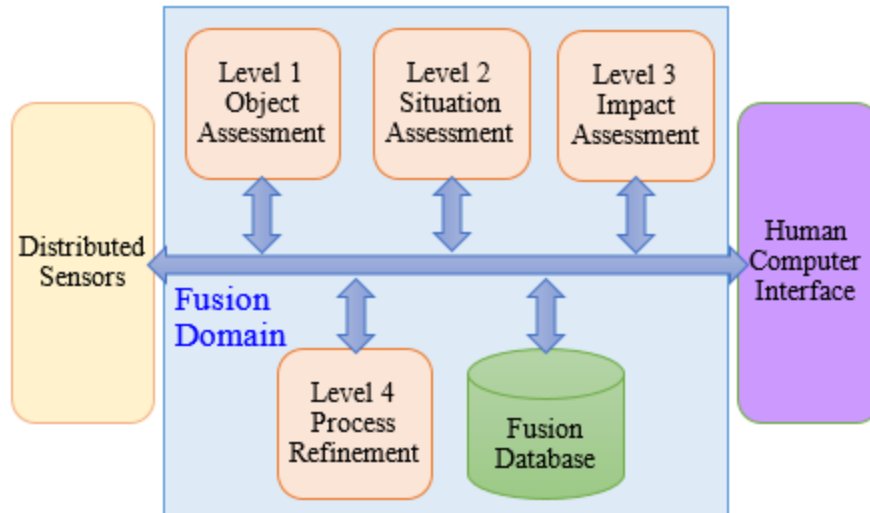 Level 1
Object
Assessment
Level 2
Situation
Assessment
Level 3
Impact
Assessment
Distributed
Sensors
Human
Computer
Interface
Fusion
Domain
Level 4
Process
Refinement
Fusion
Database